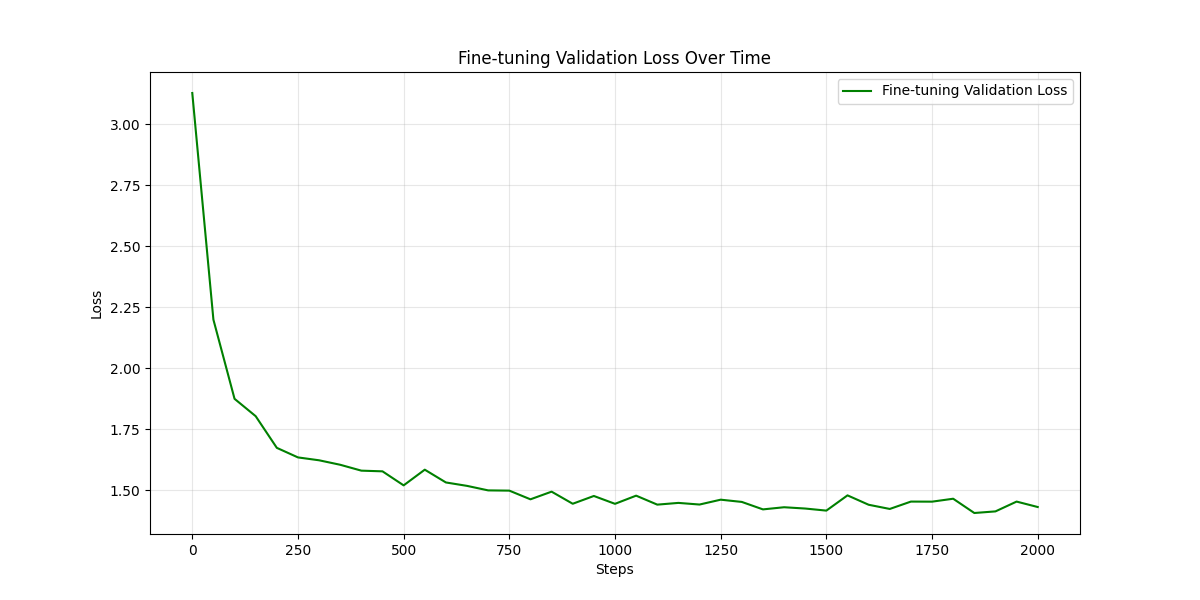 Fine-tuning Validation Loss Over Time
Fine-tuning Validation Loss
3.00
2.75
2.50
2.25
2.00
1.75
1.50
Loss
0 250 500 750 1000 1250 1500 1750 2000
Steps